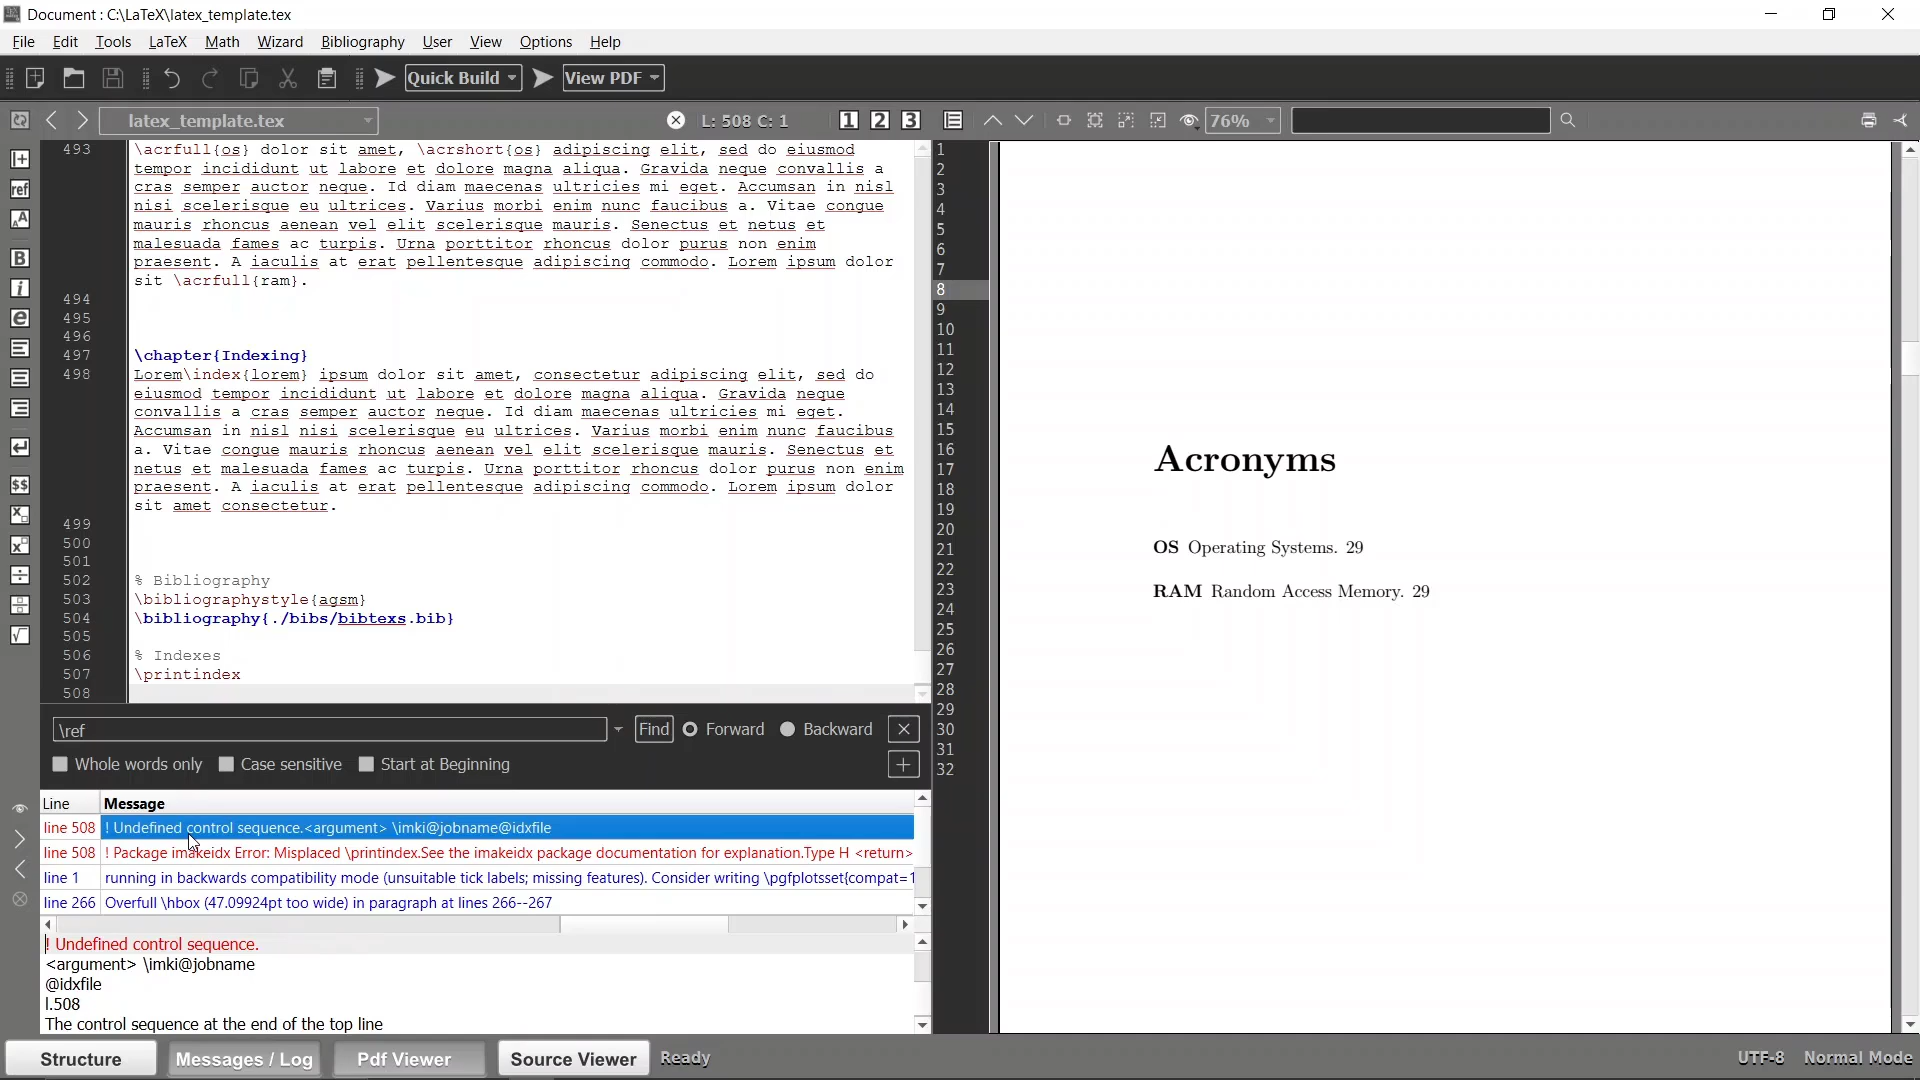 Document : C:\LaTeX\latex_template.tex
File Edit Tools LaTeX Math Wizard Bibliography User View Options Help
Quick Build View PDF
latex_template.tex L: 508 C: 1 1 2 3 76%
493 \acrfull{os} dolor sit amet, \acrshort{os} adipiscing elit, sed do eiusmod
tempor incididunt ut labore et dolore magna aliqua. Gravida neque convallis a
cras semper auctor neque. Id diam maecenas ultricies mi eget. Accumsan in nisl
nisi scelerisque eu ultrices. Varius morbi enim nunc faucibus a. Vitae congue
mauris rhoncus aenean vel elit scelerisque mauris. Senectus et netus et
malesuada fames ac turpis. Urna porttitor rhoncus dolor purus non enim
praesent. A iaculis at erat pellentesque adipiscing commodo. Lorem ipsum dolor
sit \acrfull{ram}.
494
495
496
497 \chapter{Indexing}
498 Lorem\index{lorem} ipsum dolor sit amet, consectetur adipiscing elit, sed do
eiusmod tempor incididunt ut labore et dolore magna aliqua. Gravida neque
convallis a cras semper auctor neque. Id diam maecenas ultricies mi eget.
Accumsan in nisl nisi scelerisque eu ultrices. Varius morbi enim nunc faucibus
a. Vitae congue mauris rhoncus aenean vel elit scelerisque mauris. Senectus et
netus et malesuada fames ac turpis. Urna porttitor rhoncus dolor purus non enim
praesent. A iaculis at erat pellentesque adipiscing commodo. Lorem ipsum dolor
sit amet consectetur.
499
500
501
502 % Bibliography
503 \bibliographystyle{agsm}
504 \bibliography{./bibs/bibtexs.bib}
505
506 % Indexes
507 \printindex
508
\ref Find Forward Backward
Whole words only Case sensitive Start at Beginning
Line Message
line 508 ! Undefined control sequence.<argument> \imki@jobname@idxfile
line 508 ! Package imakeidx Error: Misplaced \printindex.See the imakeidx package documentation for explanation.Type H <return>
line 1 running in backwards compatibility mode (unsuitable tick labels; missing features). Consider writing \pgfplotsset{compat=1
line 266 Overfull \hbox (47.09924pt too wide) in paragraph at lines 266--267
! Undefined control sequence.
<argument> \imki@jobname
@idxfile
l.508
The control sequence at the end of the top line
1
2
3
4
5
6
7
8
9
10
11
12
13
14
15
16
17
18
19
20
21
22
23
24
25
26
27
28
29
30
31
32
Acronyms
OS Operating Systems. 29
RAM Random Access Memory. 29
Structure Messages / Log Pdf Viewer Source Viewer Ready UTF-8 Normal Mode